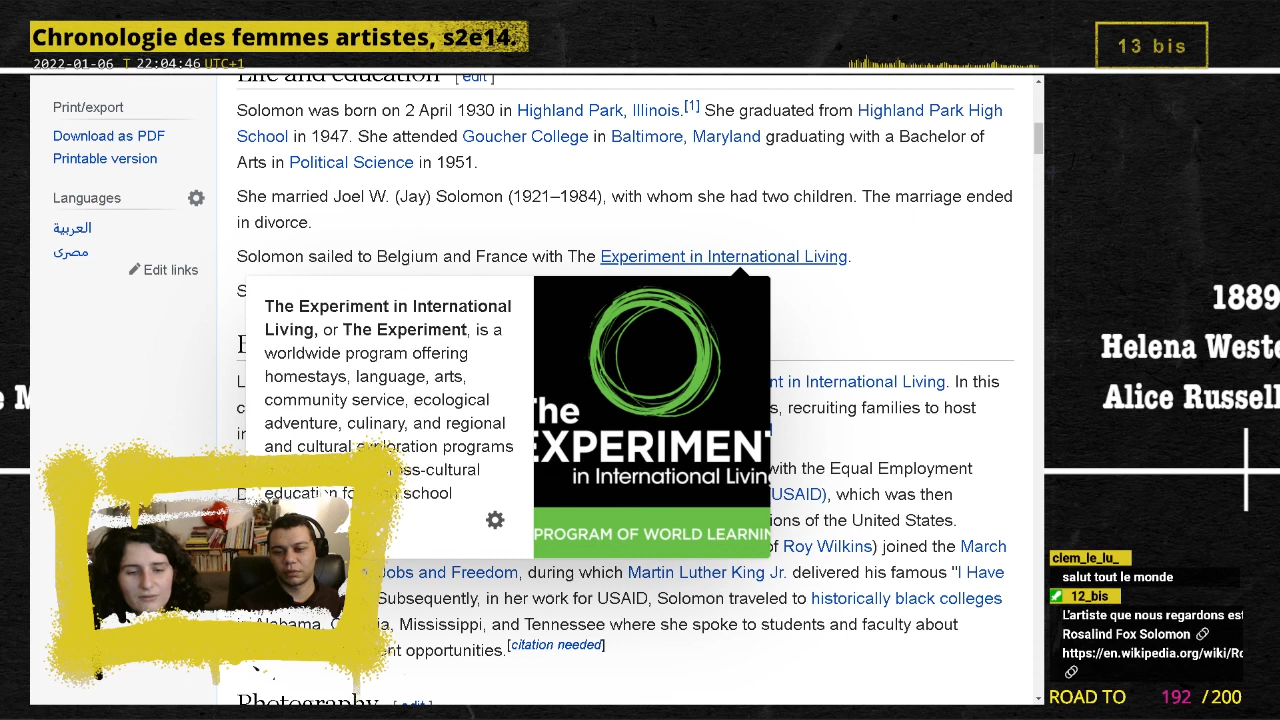 Chronologie des femmes artistes, s2e14.
2022-01-06 T 22:04:46 UTC+1
13 bis
Life and education [ edit ]
Print/export
Download as PDF
Printable version
Languages
العربية
مصرى
Edit links
Solomon was born on 2 April 1930 in Highland Park, Illinois.[1] She graduated from Highland Park High
School in 1947. She attended Goucher College in Baltimore, Maryland graduating with a Bachelor of
Arts in Political Science in 1951.
She married Joel W. (Jay) Solomon (1921–1984), with whom she had two children. The marriage ended
in divorce.
Solomon sailed to Belgium and France with The Experiment in International Living.
The Experiment in International
Living, or The Experiment, is a
worldwide program offering
homestays, language, arts,
community service, ecological
adventure, culinary, and regional
and cultural exploration programs
education
school
The
EXPERIMENT
in International Living
PROGRAM OF WORLD LEARNIN
in International Living. In this
s, recruiting families to host
with the Equal Employment
USAID), which was then
ions of the United States.
of Roy Wilkins) joined the March
Jobs and Freedom, during which Martin Luther King Jr. delivered his famous "I Have
Subsequently, in her work for USAID, Solomon traveled to historically black colleges
Alabama, Mississippi, and Tennessee where she spoke to students and faculty about
opportunities.[citation needed]
Photography [ edit ]
1889
Helena Weste
Alice Russell
clem_le_lu_
salut tout le monde
12_bis
L'artiste que nous regardons est
Rosalind Fox Solomon
https://en.wikipedia.org/wiki/Ro
ROAD TO 192 / 200